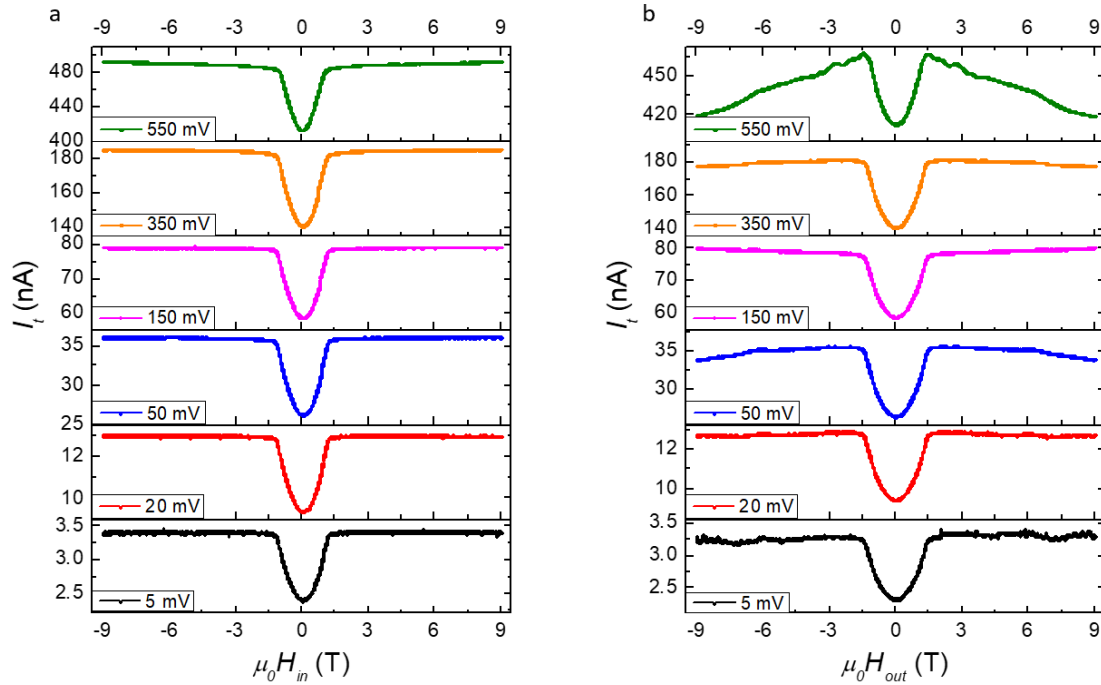 a
-9 -6 -3 0 3 6 9
480
440
400
550 mV
180
160
140
350 mV
80
70
60
150 mV
35
30
25
50 mV
12
10
20 mV
3.5
3.0
2.5
5 mV
-9 -6 -3 0 3 6 9
I_t (nA)
μ₀H_in (T)
b
-9 -6 -3 0 3 6 9
450
420
550 mV
180
160
140
350 mV
80
70
60
150 mV
35
30
50 mV
12
10
20 mV
3.5
3.0
2.5
5 mV
-9 -6 -3 0 3 6 9
I_t (nA)
μ₀H_out (T)